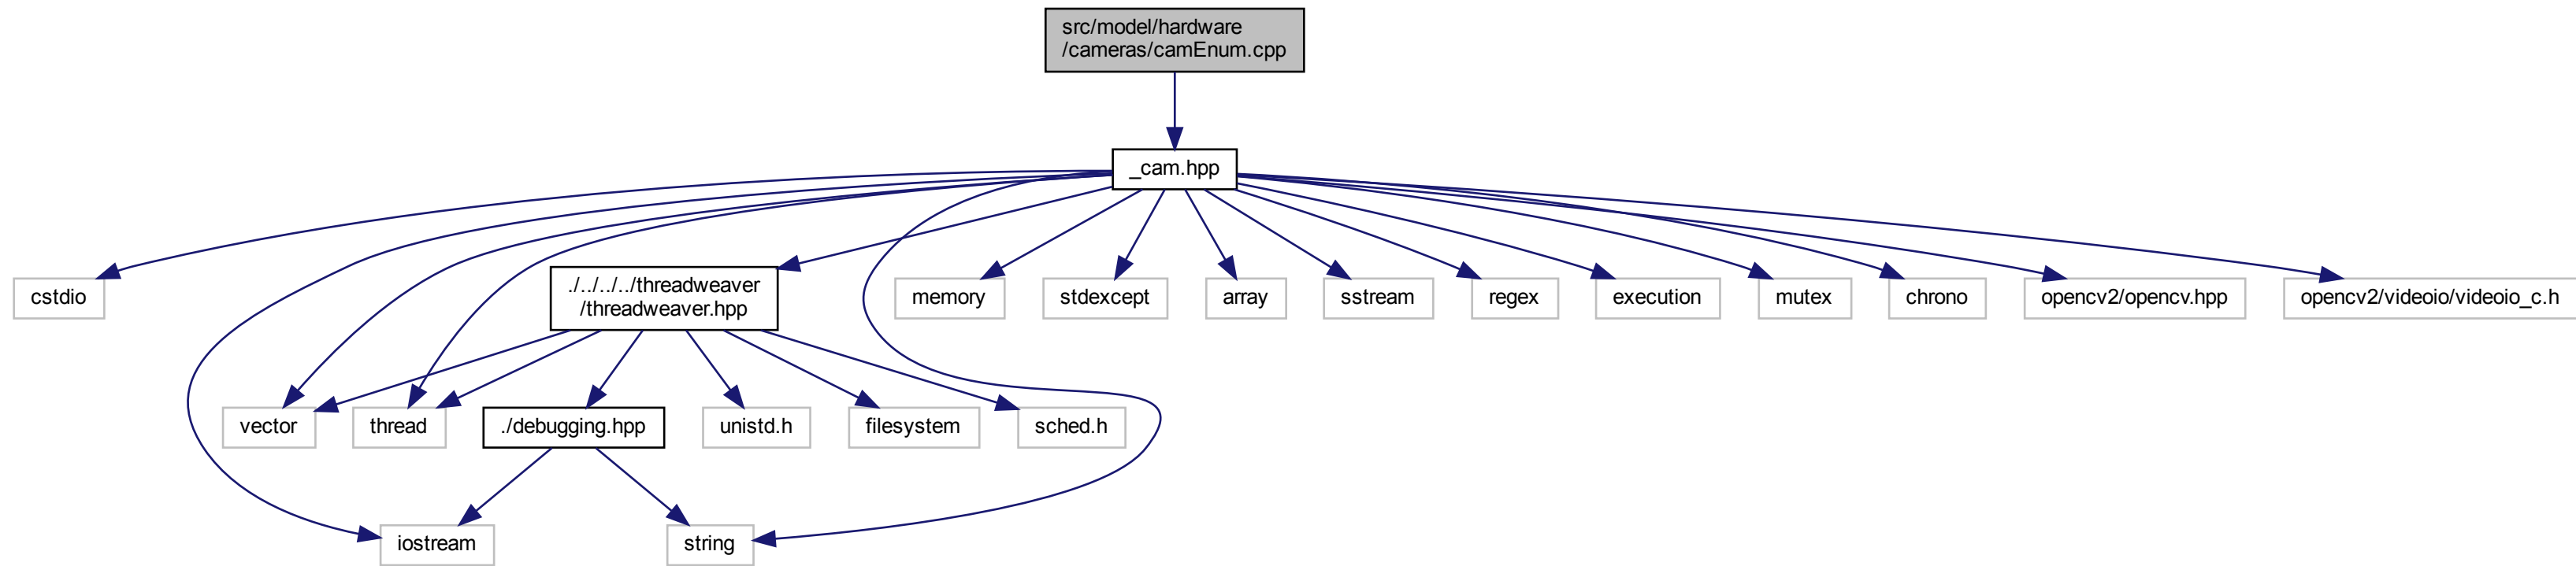 src/model/hardware
/cameras/camEnum.cpp
_cam.hpp
cstdio
./../../../threadweaver
/threadweaver.hpp
memory
stdexcept
array
sstream
regex
execution
mutex
chrono
opencv2/opencv.hpp
opencv2/videoio/videoio_c.h
vector
thread
./debugging.hpp
unistd.h
filesystem
sched.h
iostream
string